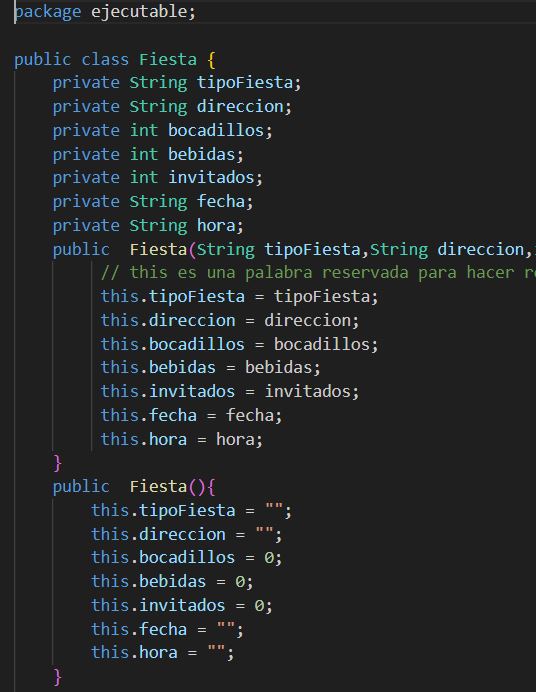 package ejecutable;
public class Fiesta {
private String tipoFiesta;
private String direccion;
private int bocadillos;
private int bebidas;
private int invitados;
private String fecha;
private String hora;
public  Fiesta(String tipoFiesta,String direccion,
// this es una palabra reservada para hacer
this.tipoFiesta = tipoFiesta;
this.direccion = direccion;
this.bocadillos = bocadillos;
this.bebidas = bebidas;
this.invitados = invitados;
this.fecha = fecha;
this.hora = hora;
}
public  Fiesta(){
this.tipoFiesta = "";
this.direccion = "";
this.bocadillos = 0;
this.bebidas = 0;
this.invitados = 0;
this.fecha = "";
this.hora = "";
}